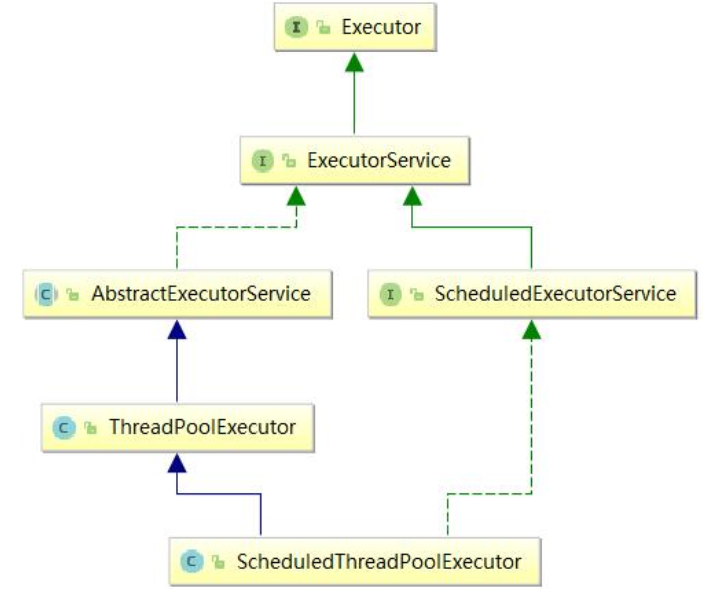 I Executor
I ExecutorService
C AbstractExecutorService
I ScheduledExecutorService
C ThreadPoolExecutor
C ScheduledThreadPoolExecutor